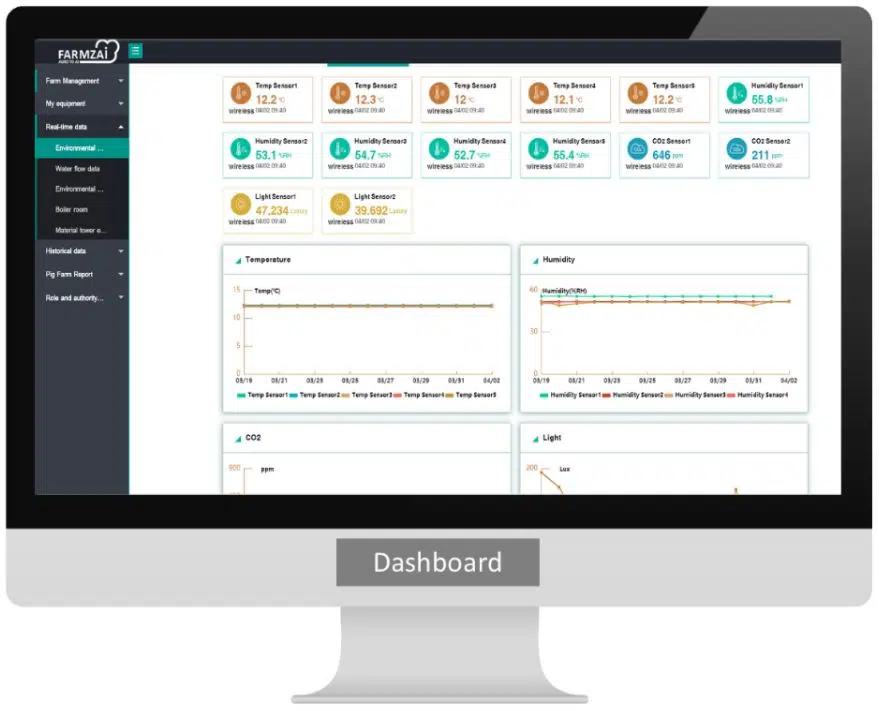 FARMZAi
Farm Management
My equipment
Real-time data
Environmental ...
Water flow data
Environmental ...
Boiler room
Material tower e...
Historical data
Pig Farm Report
Role and authority...
Temp Sensor1
12.2 °C
wireless 04/02 09:40
Temp Sensor2
12.3 °C
wireless 04/02 09:40
Temp Sensor3
12 °C
wireless 04/02 09:40
Temp Sensor4
12.1 °C
wireless 04/02 09:40
Temp Sensor5
12.2 °C
wireless 04/02 09:40
Humidity Sensor1
55.8 %RH
wireless 04/02 09:40
Humidity Sensor2
53.1 %RH
wireless 04/02 09:40
Humidity Sensor3
54.7 %RH
wireless 04/02 09:40
Humidity Sensor4
52.7 %RH
wireless 04/02 09:40
Humidity Sensor5
55.4 %RH
wireless 04/02 09:40
CO2 Sensor1
646 ppm
wireless 04/02 09:40
CO2 Sensor2
211 ppm
wireless 04/02 09:40
Light Sensor1
47,234 Luxury
wireless 04/02 09:40
Light Sensor2
39,692 Luxury
wireless 04/02 09:40
Temperature
Temp(°C)
15
10
5
0
03/19 03/21 03/23 03/25 03/27 03/29 03/31 04/02
Temp Sensor1 Temp Sensor2 Temp Sensor3 Temp Sensor4 Temp Sensor5
Humidity
Humidity(%RH)
60
30
0
03/19 03/21 03/23 03/25 03/27 03/29 03/31 04/02
Humidity Sensor1 Humidity Sensor2 Humidity Sensor3 Humidity Sensor4
CO2
900 ppm
Light
200 Lux
Dashboard